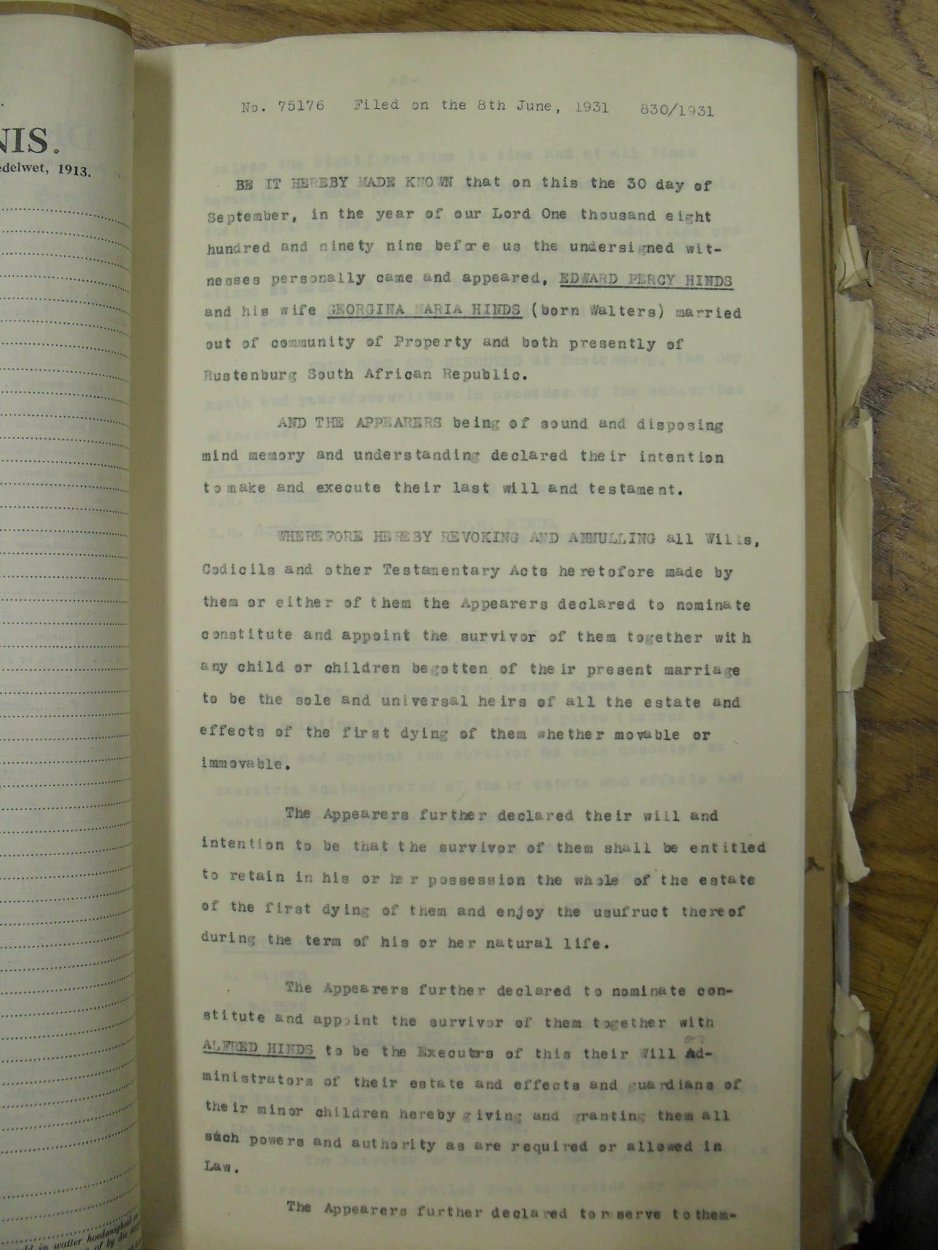 NIS.
edelwet, 1913.
No. 75176 Filed on the 8th June, 1931 830/1931
BE IT HEREBY MADE KNOWN that on this the 30 day of
September, in the year of our Lord One thousand eight
hundred and ninety nine before us the undersigned wit-
nesses personally came and appeared, EDWARD PERCY HINDS
and his wife GEORGINA MARIA HINDS (born Walters) married
out of community of Property and both presently of
Rustenburg South African Republic.
AND THE APPEARERS being of sound and disposing
mind memory and understanding declared their intention
to make and execute their last will and testament.
WHEREFORE HEREBY REVOKING AND ANNULLING all Wills,
Codicils and other Testamentary Acts heretofore made by
them or either of them the Appearers declared to nominate
constitute and appoint the survivor of them together with
any child or children begotten of their present marriage
to be the sole and universal heirs of all the estate and
effects of the first dying of them whether movable or
immovable.
The Appearers further declared their will and
intention to be that the survivor of them shall be entitled
to retain in his or her possession the whole of the estate
of the first dying of them and enjoy the usufruct thereof
during the term of his or her natural life.
The Appearers further declared to nominate con-
stitute and appoint the survivor of them together with
ALFRED HINDS to be the Executors of this their Will Ad-
ministrators of their estate and effects and guardians of
their minor children hereby giving and granting them all
such powers and authority as are required or allowed in
Law.
The Appearers further declared to reserve to them-